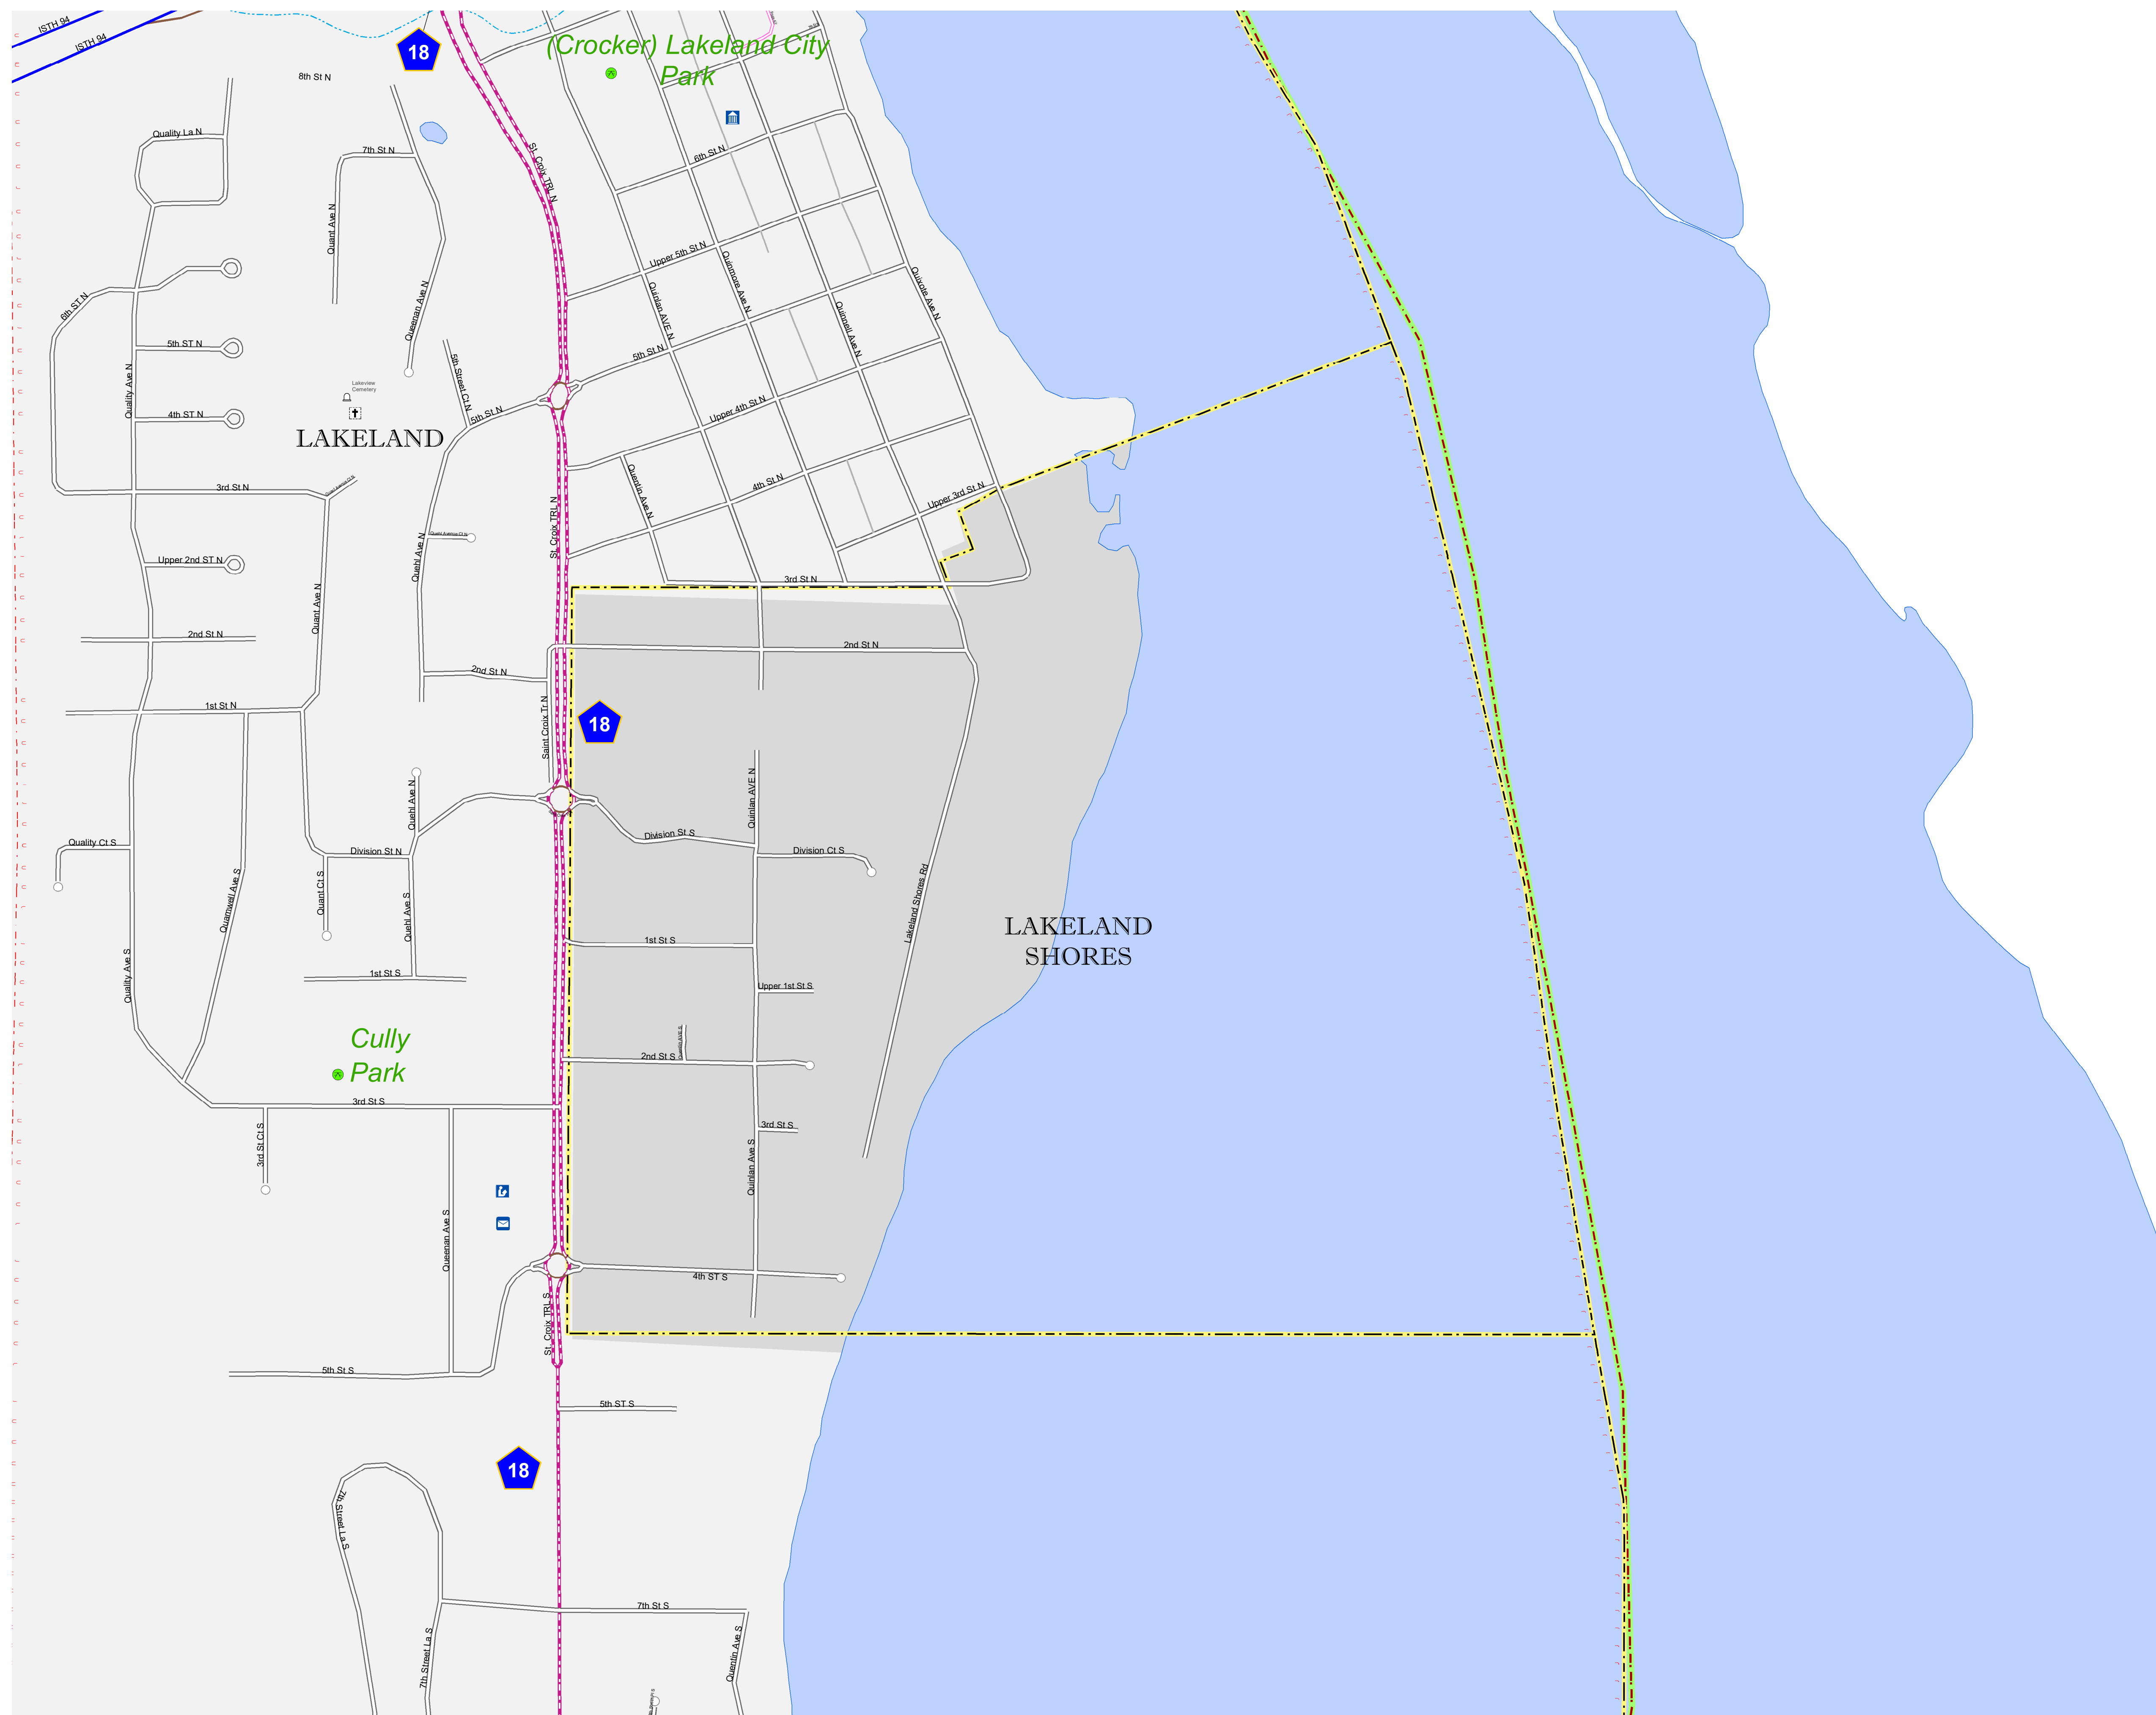 ISTH 94
ISTH 94
18
(Crocker) Lakeland City
Park
8th St N
Quality La N
7th St N
St. Croix TRL N
6th St N
Quant Ave N
Upper 5th St N
Quinmore Ave N
Quixote Ave N
6th ST N
Queenan Ave N
Quinlan AVE N
Quinnell Ave N
5th ST N
5th St N
5th Street Ct N
Quality Ave N
Lakeview
Cemetery
4th ST N
5th St N
Upper 4th St N
LAKELAND
Quentin Ave N
4th St N
3rd St N
Upper 3rd St N
St. Croix TRL N
Quehl Avenue Ct N
Quehl Ave N
Upper 2nd ST N
3rd St N
Quant Ave N
2nd St N
2nd St N
2nd St N
1st St N
18
Saint Croix Tr N
Quehl Ave N
Quinlan AVE N
Division St S
Quality Ct S
Division St N
Division Ct S
Quamwell Ave S
Quant Ct S
Quehl Ave S
Lakeland Shores Rd
LAKELAND
SHORES
1st St S
Quality Ave S
1st St S
Upper 1st St S
Cully
Park
2nd St S
3rd St S
3rd St Ct S
3rd St S
Quinlan Ave S
Queenan Ave S
4th ST S
St. Croix TRL S
5th St S
5th ST S
18
7th Street La S
7th St S
7th Street La S
Quentin Ave S